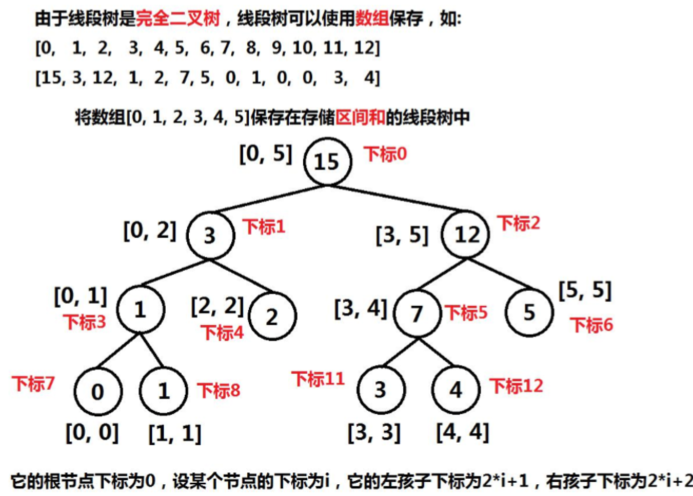 由于线段树是完全二叉树，线段树可以使用数组保存，如:
[0, 1, 2, 3, 4, 5, 6, 7, 8, 9, 10, 11, 12]
[15, 3, 12, 1, 2, 7, 5, 0, 1, 0, 0, 3, 4]
将数组[0, 1, 2, 3, 4, 5]保存在存储区间和的线段树中
[0, 5] 15 下标0
[0, 2] 3 下标1 [3, 5] 12 下标2
[0, 1] 下标3 1 [2, 2] 下标4 2 [3, 4] 7 下标5 5 [5, 5] 下标6
下标7 0 1 下标8 下标11 3 4 下标12
[0, 0] [1, 1] [3, 3] [4, 4]
它的根节点下标为0，设某个节点的下标为i，它的左孩子下标为2*i+1，右孩子下标为2*i+2